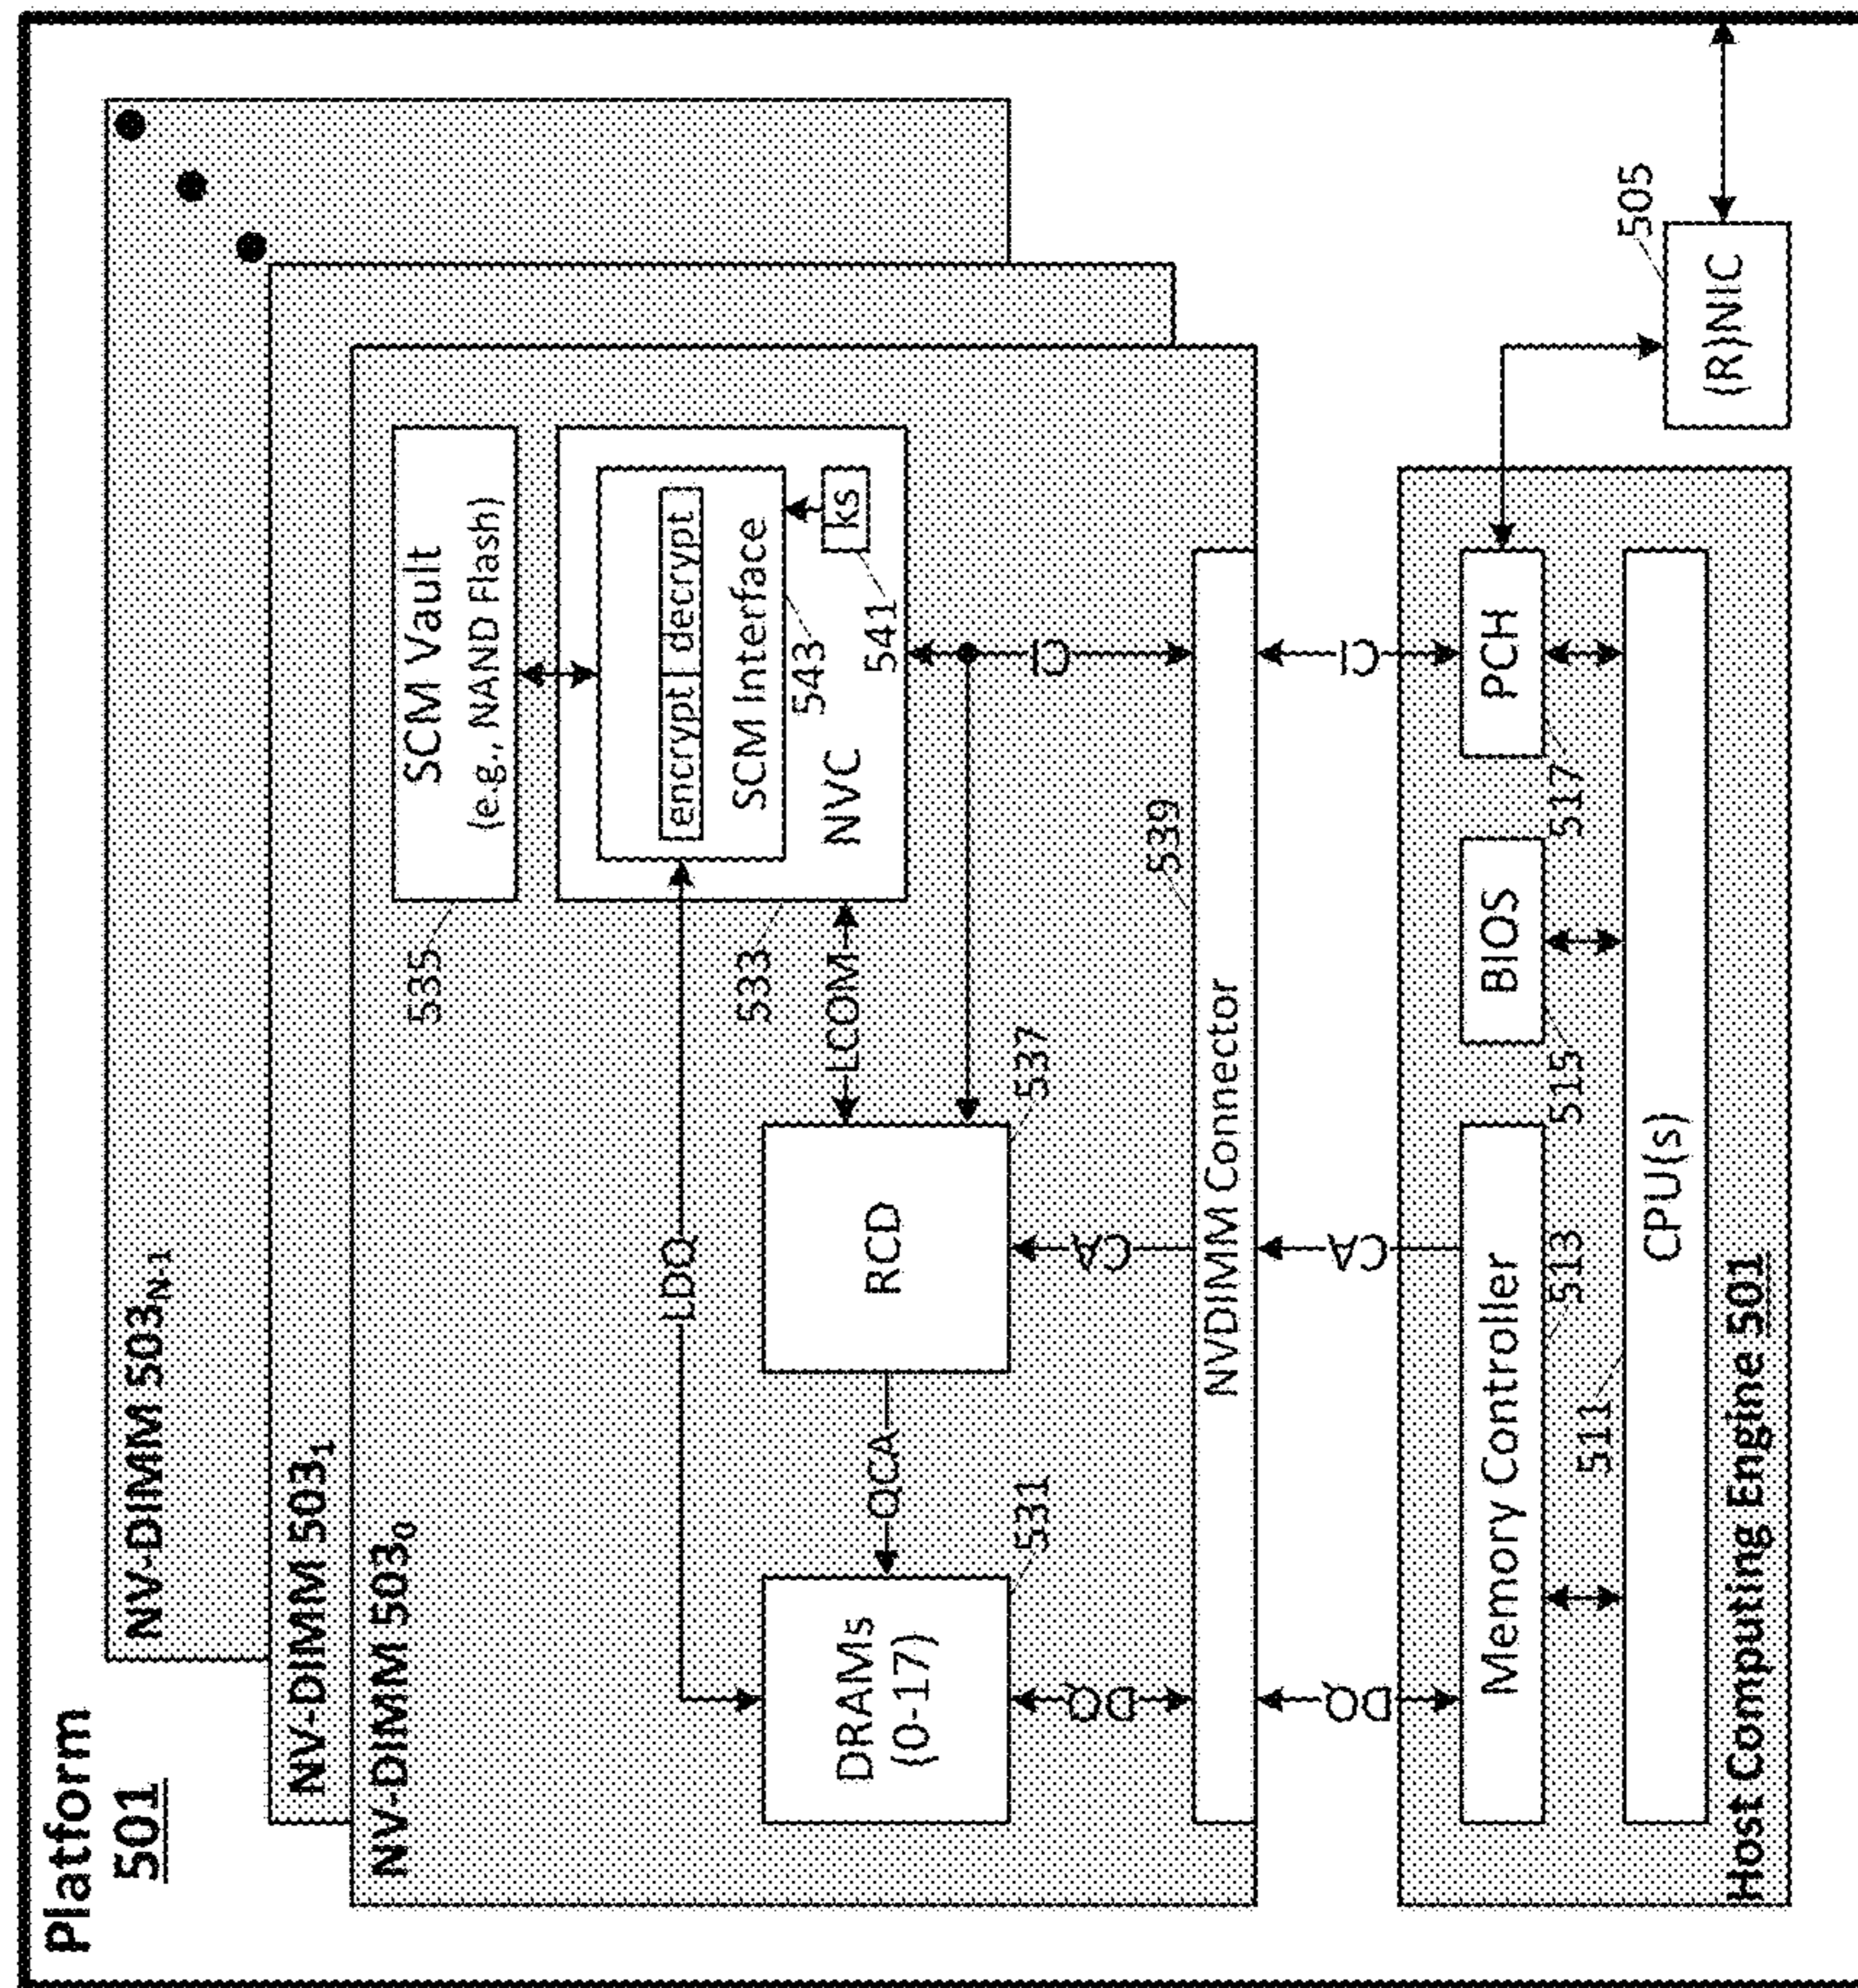 Platform
501
NV-DIMM 503N-1
NV-DIMM 5031
NV-DIMM 5030
SCM Vault
(e.g., NAND Flash)
535
encrypt decrypt
SCM Interface
543
ks
541
NVC
533
LDQ
LCOM
RCD
537
QCA
DRAMs
(0-17)
531
DQ
CA
CI
NVDIMM Connector
539
DQ
CA
CI
Memory Controller
513
BIOS
515
PCH
517
CPU(s)
511
Host Computing Engine 501
(R)NIC
505